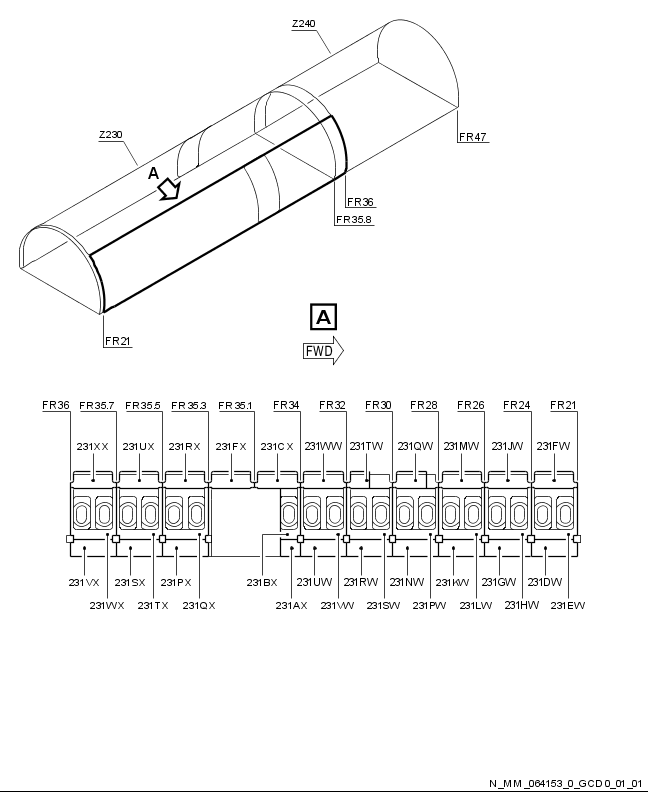 Z240
Z230
FR47
A
FR36
FR35.8
FR21
A
FWD
FR36 FR35.7 FR35.5 FR35.3 FR35.1 FR34 FR32 FR30 FR28 FR26 FR24 FR21
231XX 231UX 231RX 231FX 231CX 231WW 231TW 231QW 231MW 231JW 231FW
231VX 231SX 231PX 231BX 231UW 231RW 231NW 231KW 231GW 231DW
231WX 231TX 231QX 231AX 231VW 231SW 231PW 231LW 231HW 231EW
N_MM_064153_0_GCD0_01_01